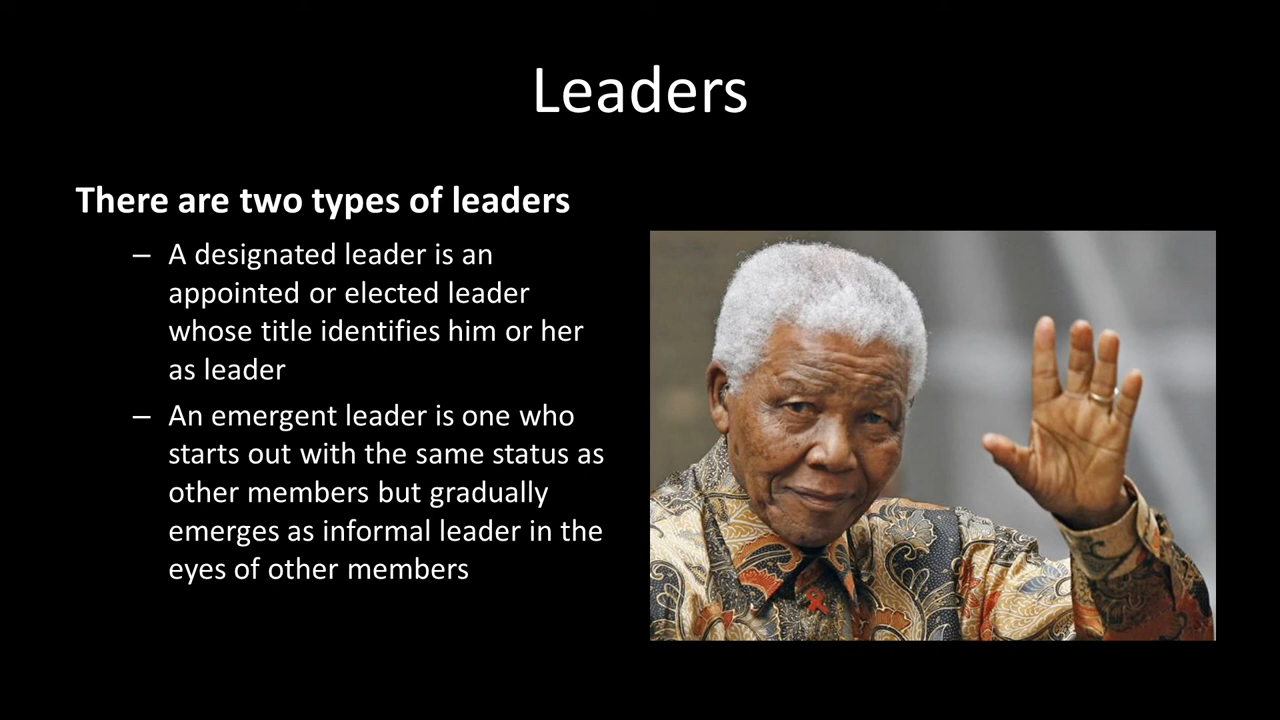 Leaders
There are two types of leaders
– A designated leader is an
appointed or elected leader
whose title identifies him or her
as leader
– An emergent leader is one who
starts out with the same status as
other members but gradually
emerges as informal leader in the
eyes of other members